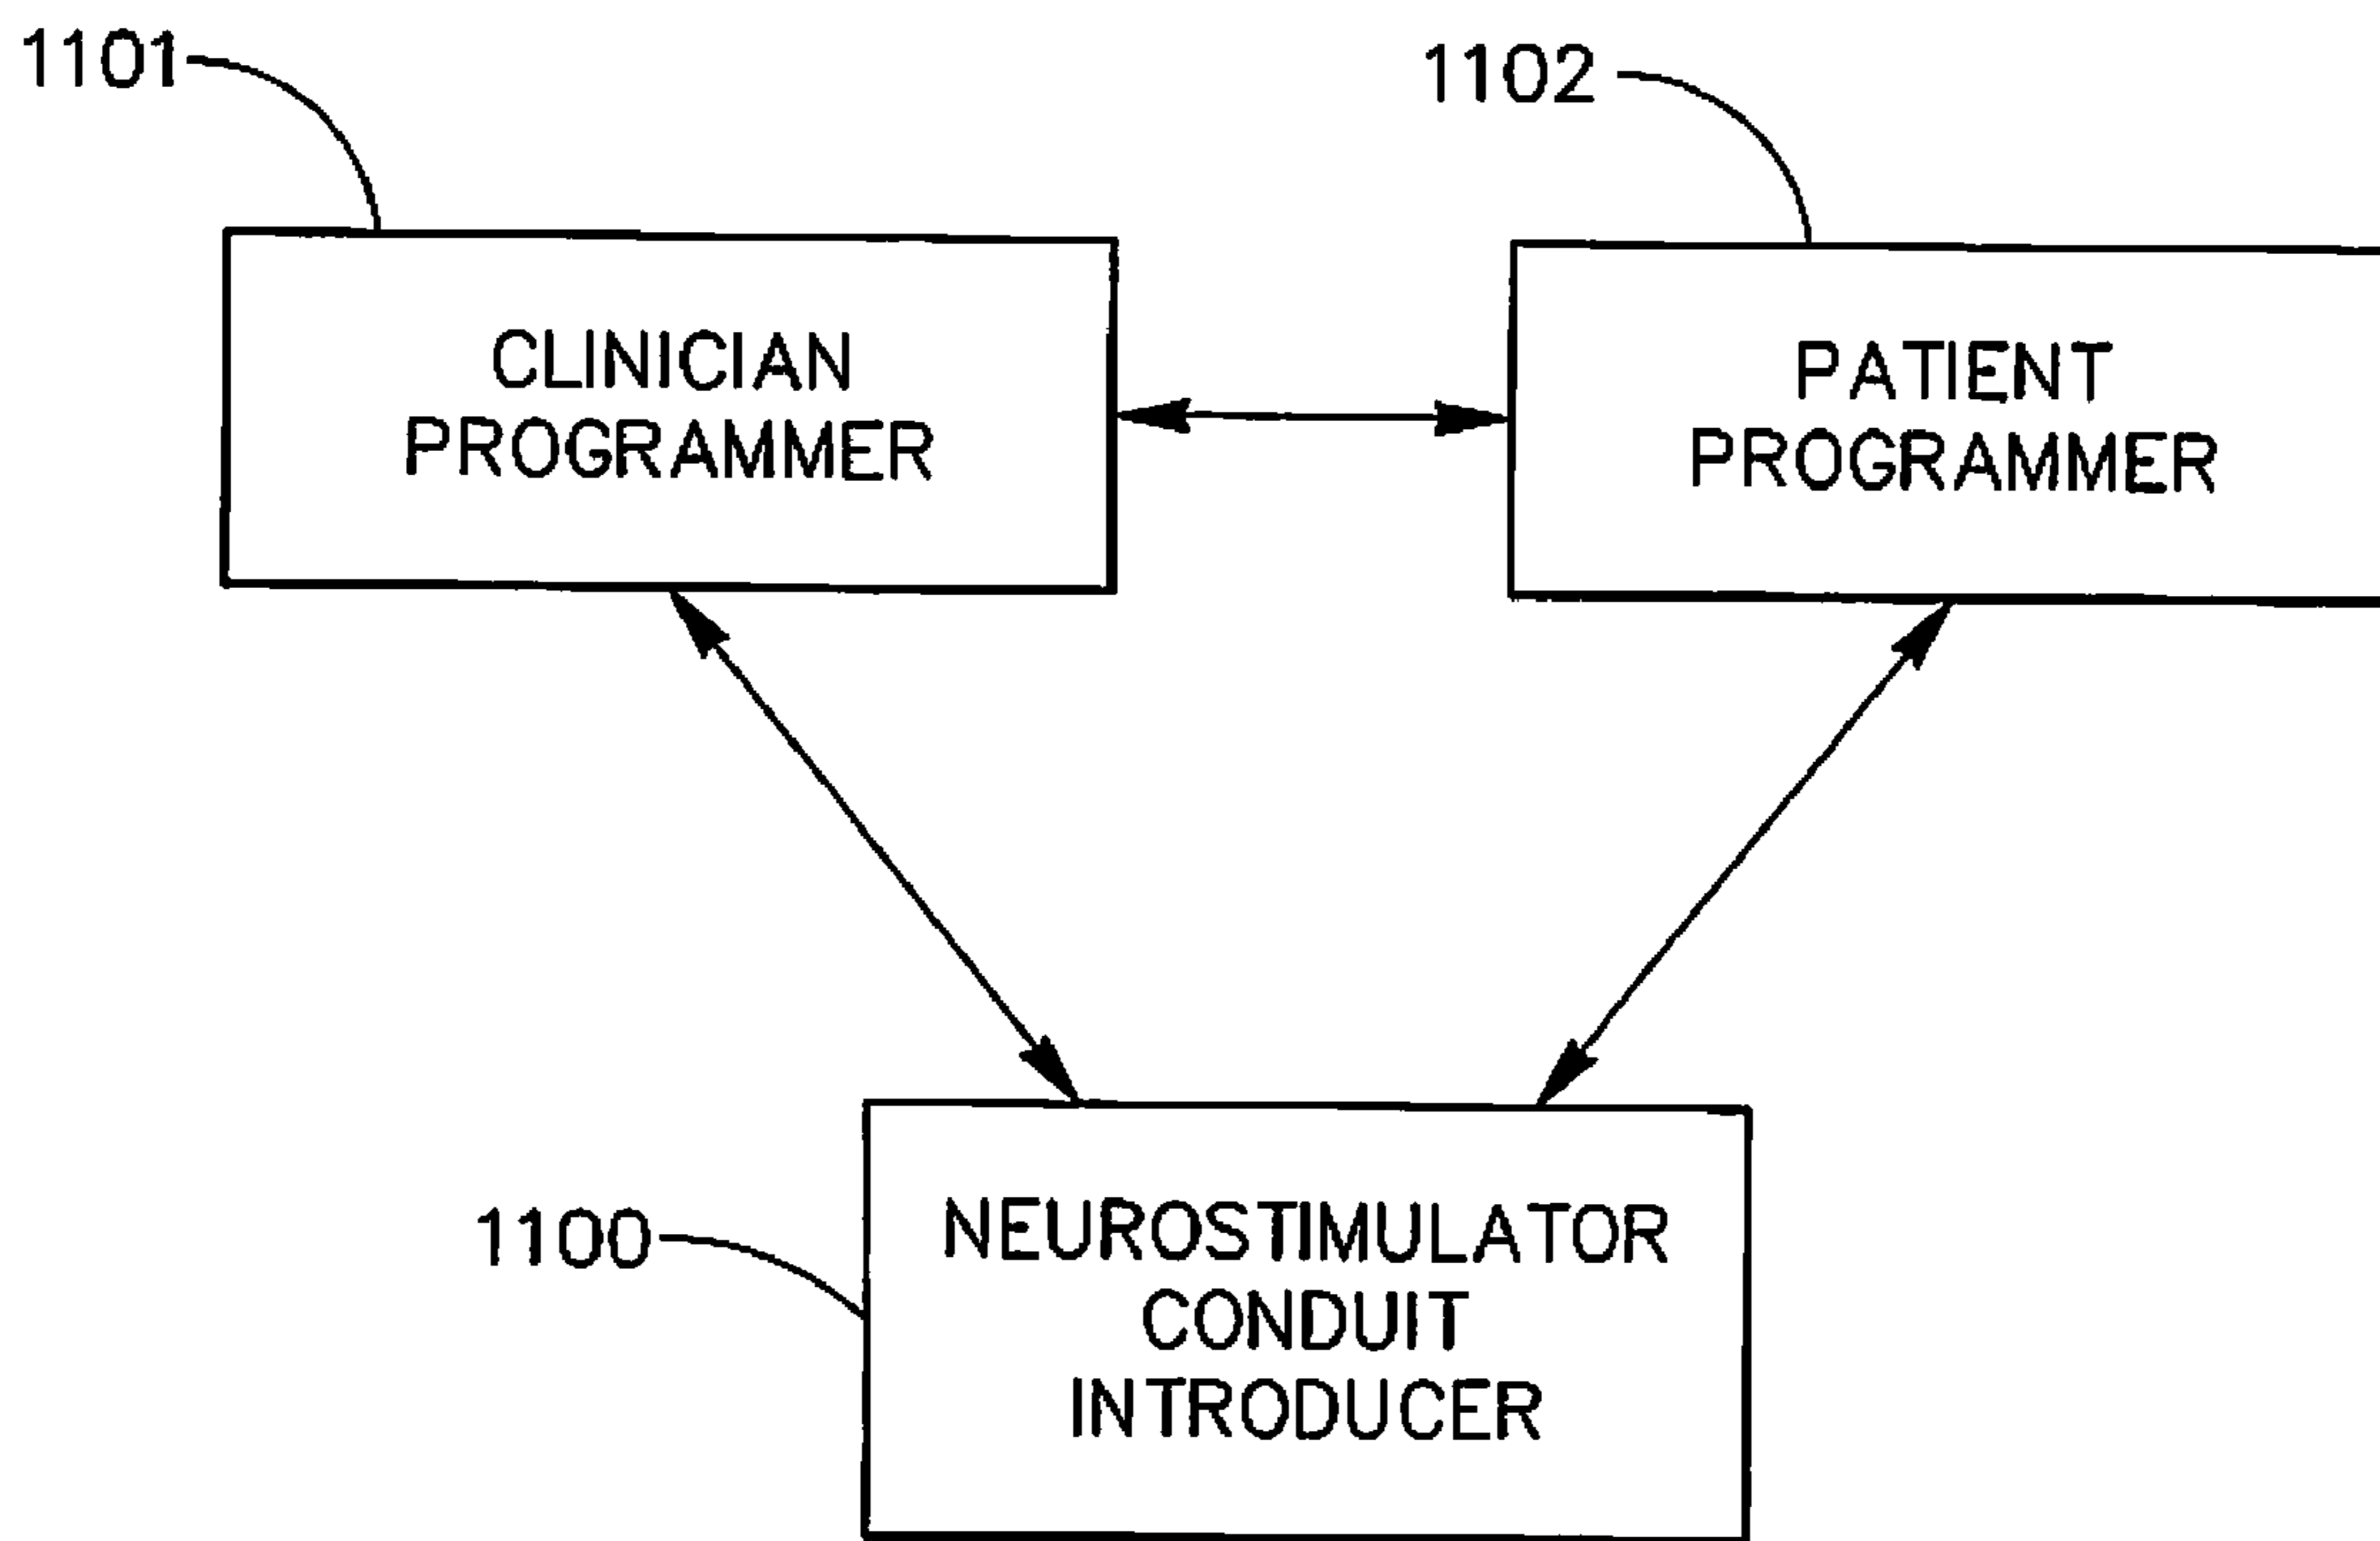 1101
1102
CLINICIAN
PROGRAMMER
PATIENT
PROGRAMMER
1100
NEUROSTIMULATOR
CONDUIT
INTRODUCER